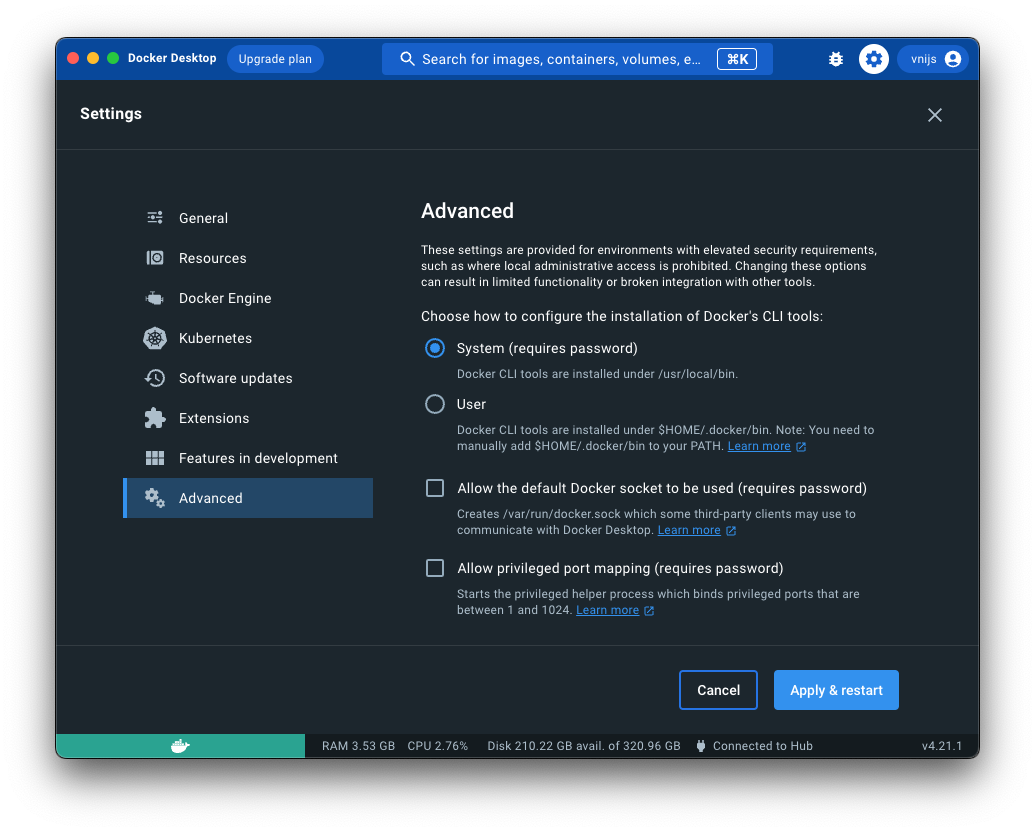 Docker Desktop Upgrade plan Search for images, containers, volumes, e... ⌘K vnijs
Settings
General
Resources
Docker Engine
Kubernetes
Software updates
Extensions
Features in development
Advanced
Advanced
These settings are provided for environments with elevated security requirements,
such as where local administrative access is prohibited. Changing these options
can result in limited functionality or broken integration with other tools.
Choose how to configure the installation of Docker's CLI tools:
System (requires password)
Docker CLI tools are installed under /usr/local/bin.
User
Docker CLI tools are installed under $HOME/.docker/bin. Note: You need to
manually add $HOME/.docker/bin to your PATH. Learn more
Allow the default Docker socket to be used (requires password)
Creates /var/run/docker.sock which some third-party clients may use to
communicate with Docker Desktop. Learn more
Allow privileged port mapping (requires password)
Starts the privileged helper process which binds privileged ports that are
between 1 and 1024. Learn more
Cancel Apply & restart
RAM 3.53 GB CPU 2.76% Disk 210.22 GB avail. of 320.96 GB Connected to Hub v4.21.1